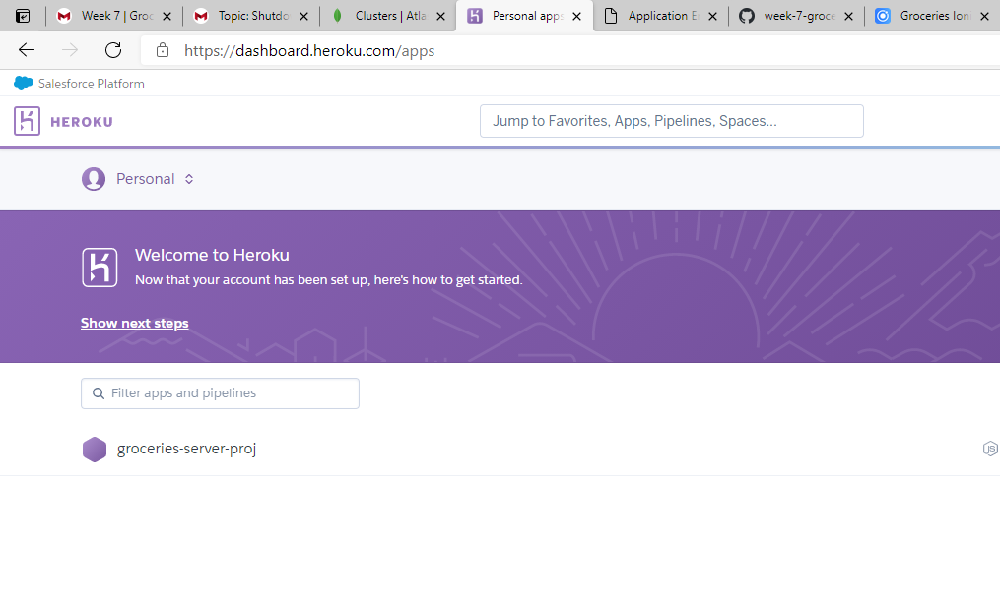 Week 7 | Groc
Topic: Shutdo
Clusters | Atla
Personal apps
Application E
week-7-groce
Groceries Ioni
https://dashboard.heroku.com/apps
Salesforce Platform
HEROKU
Jump to Favorites, Apps, Pipelines, Spaces...
Personal
Welcome to Heroku
Now that your account has been set up, here's how to get started.
Show next steps
Filter apps and pipelines
groceries-server-proj